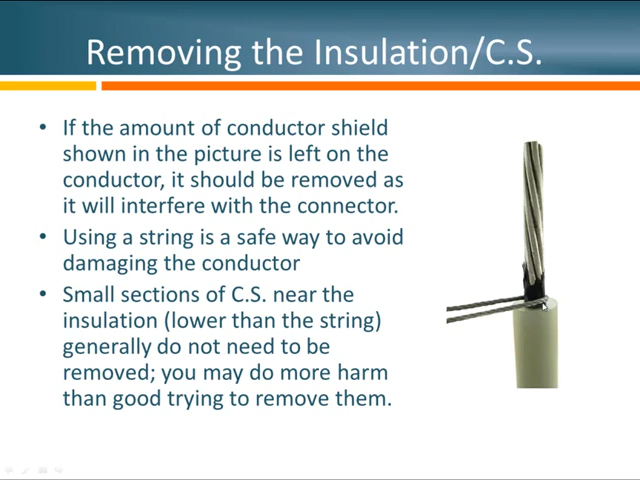 Removing the Insulation/C.S.
• If the amount of conductor shield
shown in the picture is left on the
conductor, it should be removed as
it will interfere with the connector.
• Using a string is a safe way to avoid
damaging the conductor
• Small sections of C.S. near the
insulation (lower than the string)
generally do not need to be
removed; you may do more harm
than good trying to remove them.